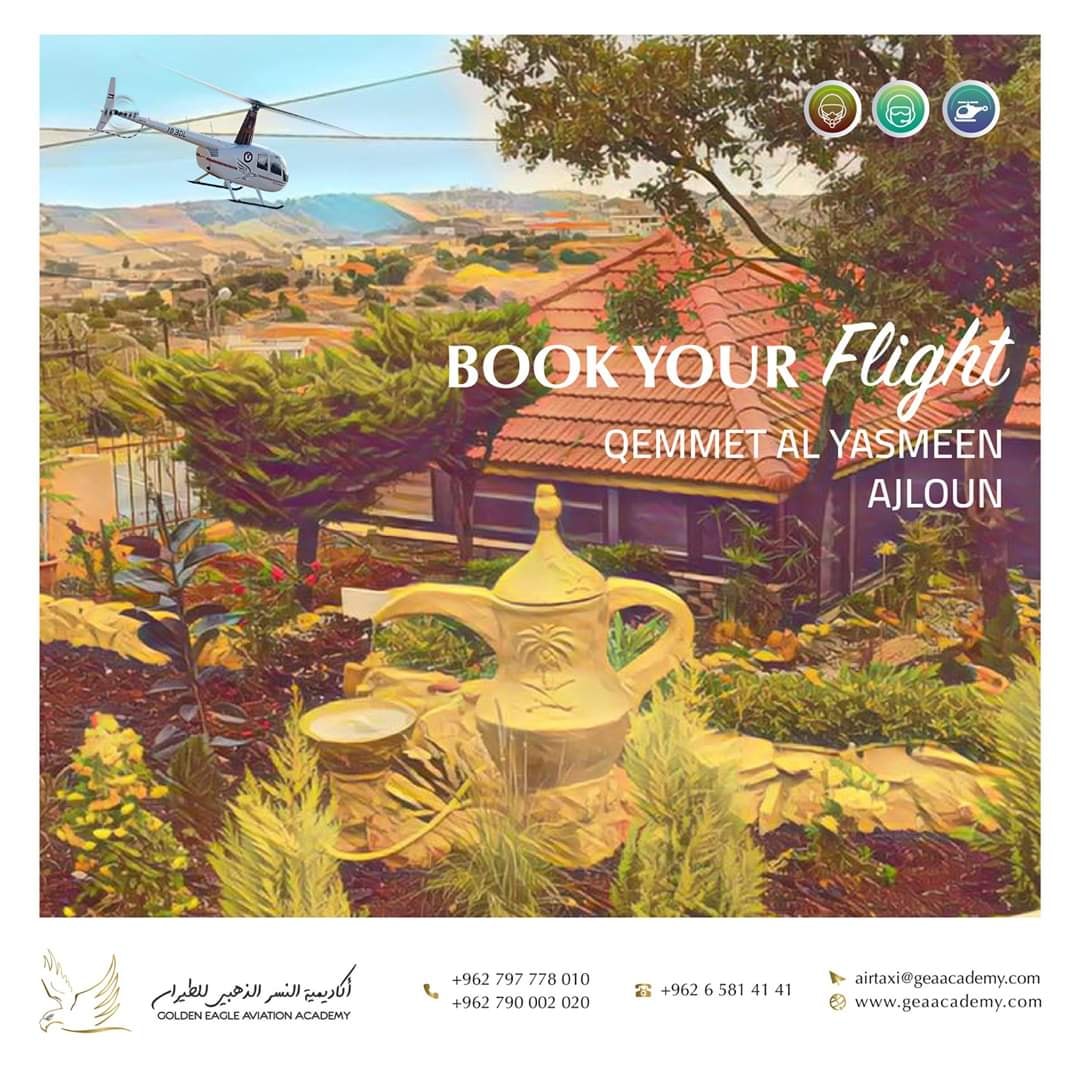 BOOK YOUR Flight
QEMMET AL YASMEEN
AJLOUN
أكاديمية النسر الذهبي للطيران
GOLDEN EAGLE AVIATION ACADEMY
+962 797 778 010
+962 790 002 020
+962 6 581 41 41
airtaxi@geaacademy.com
www.geaacademy.com